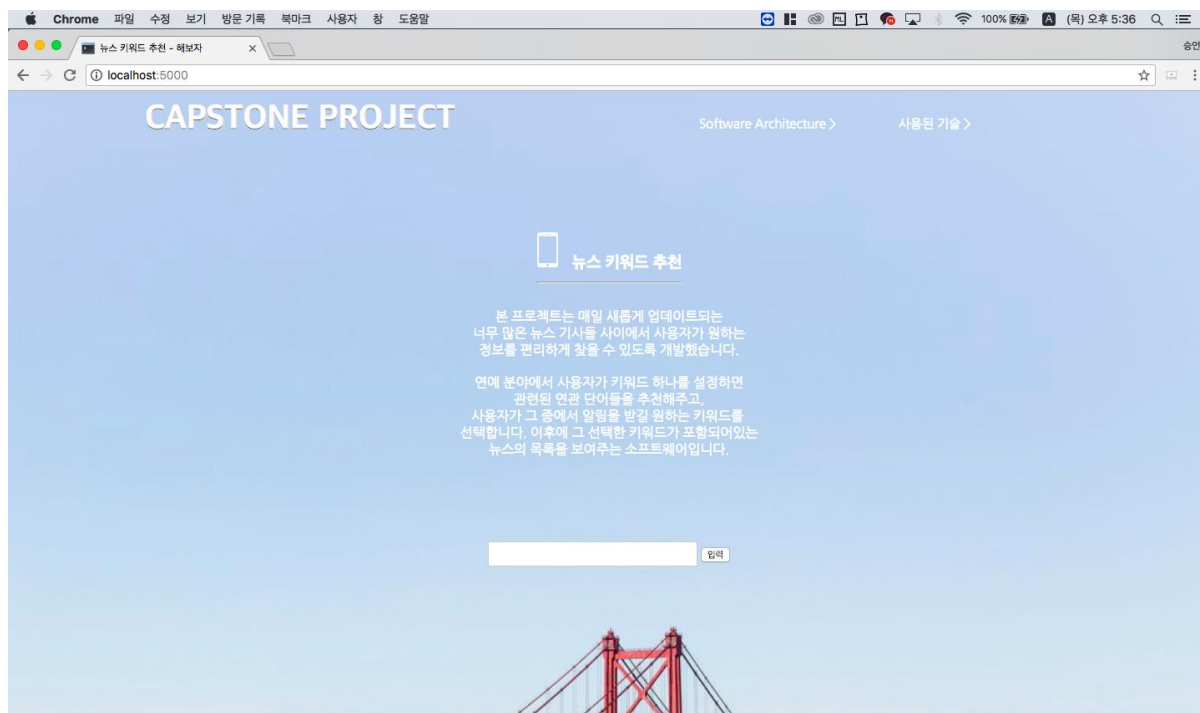 Chrome 파일 수정 보기 방문 기록 북마크 사용자 창 도움말 100% (목) 오후 5:36
뉴스 키워드 추천 - 해보자
승언
localhost:5000
CAPSTONE PROJECT
Software Architecture > 사용된 기술 >
뉴스 키워드 추천
본 프로젝트는 매일 새롭게 업데이트되는
너무 많은 뉴스 기사들 사이에서 사용자가 원하는
정보를 편리하게 찾을 수 있도록 개발했습니다.
연예 분야에서 사용자가 키워드 하나를 설정하면
관련된 연관 단어들을 추천해주고,
사용자가 그 중에서 알림을 받길 원하는 키워드를
선택합니다. 이후에 그 선택한 키워드가 포함되어있는
뉴스의 목록을 보여주는 소프트웨어입니다.
입력